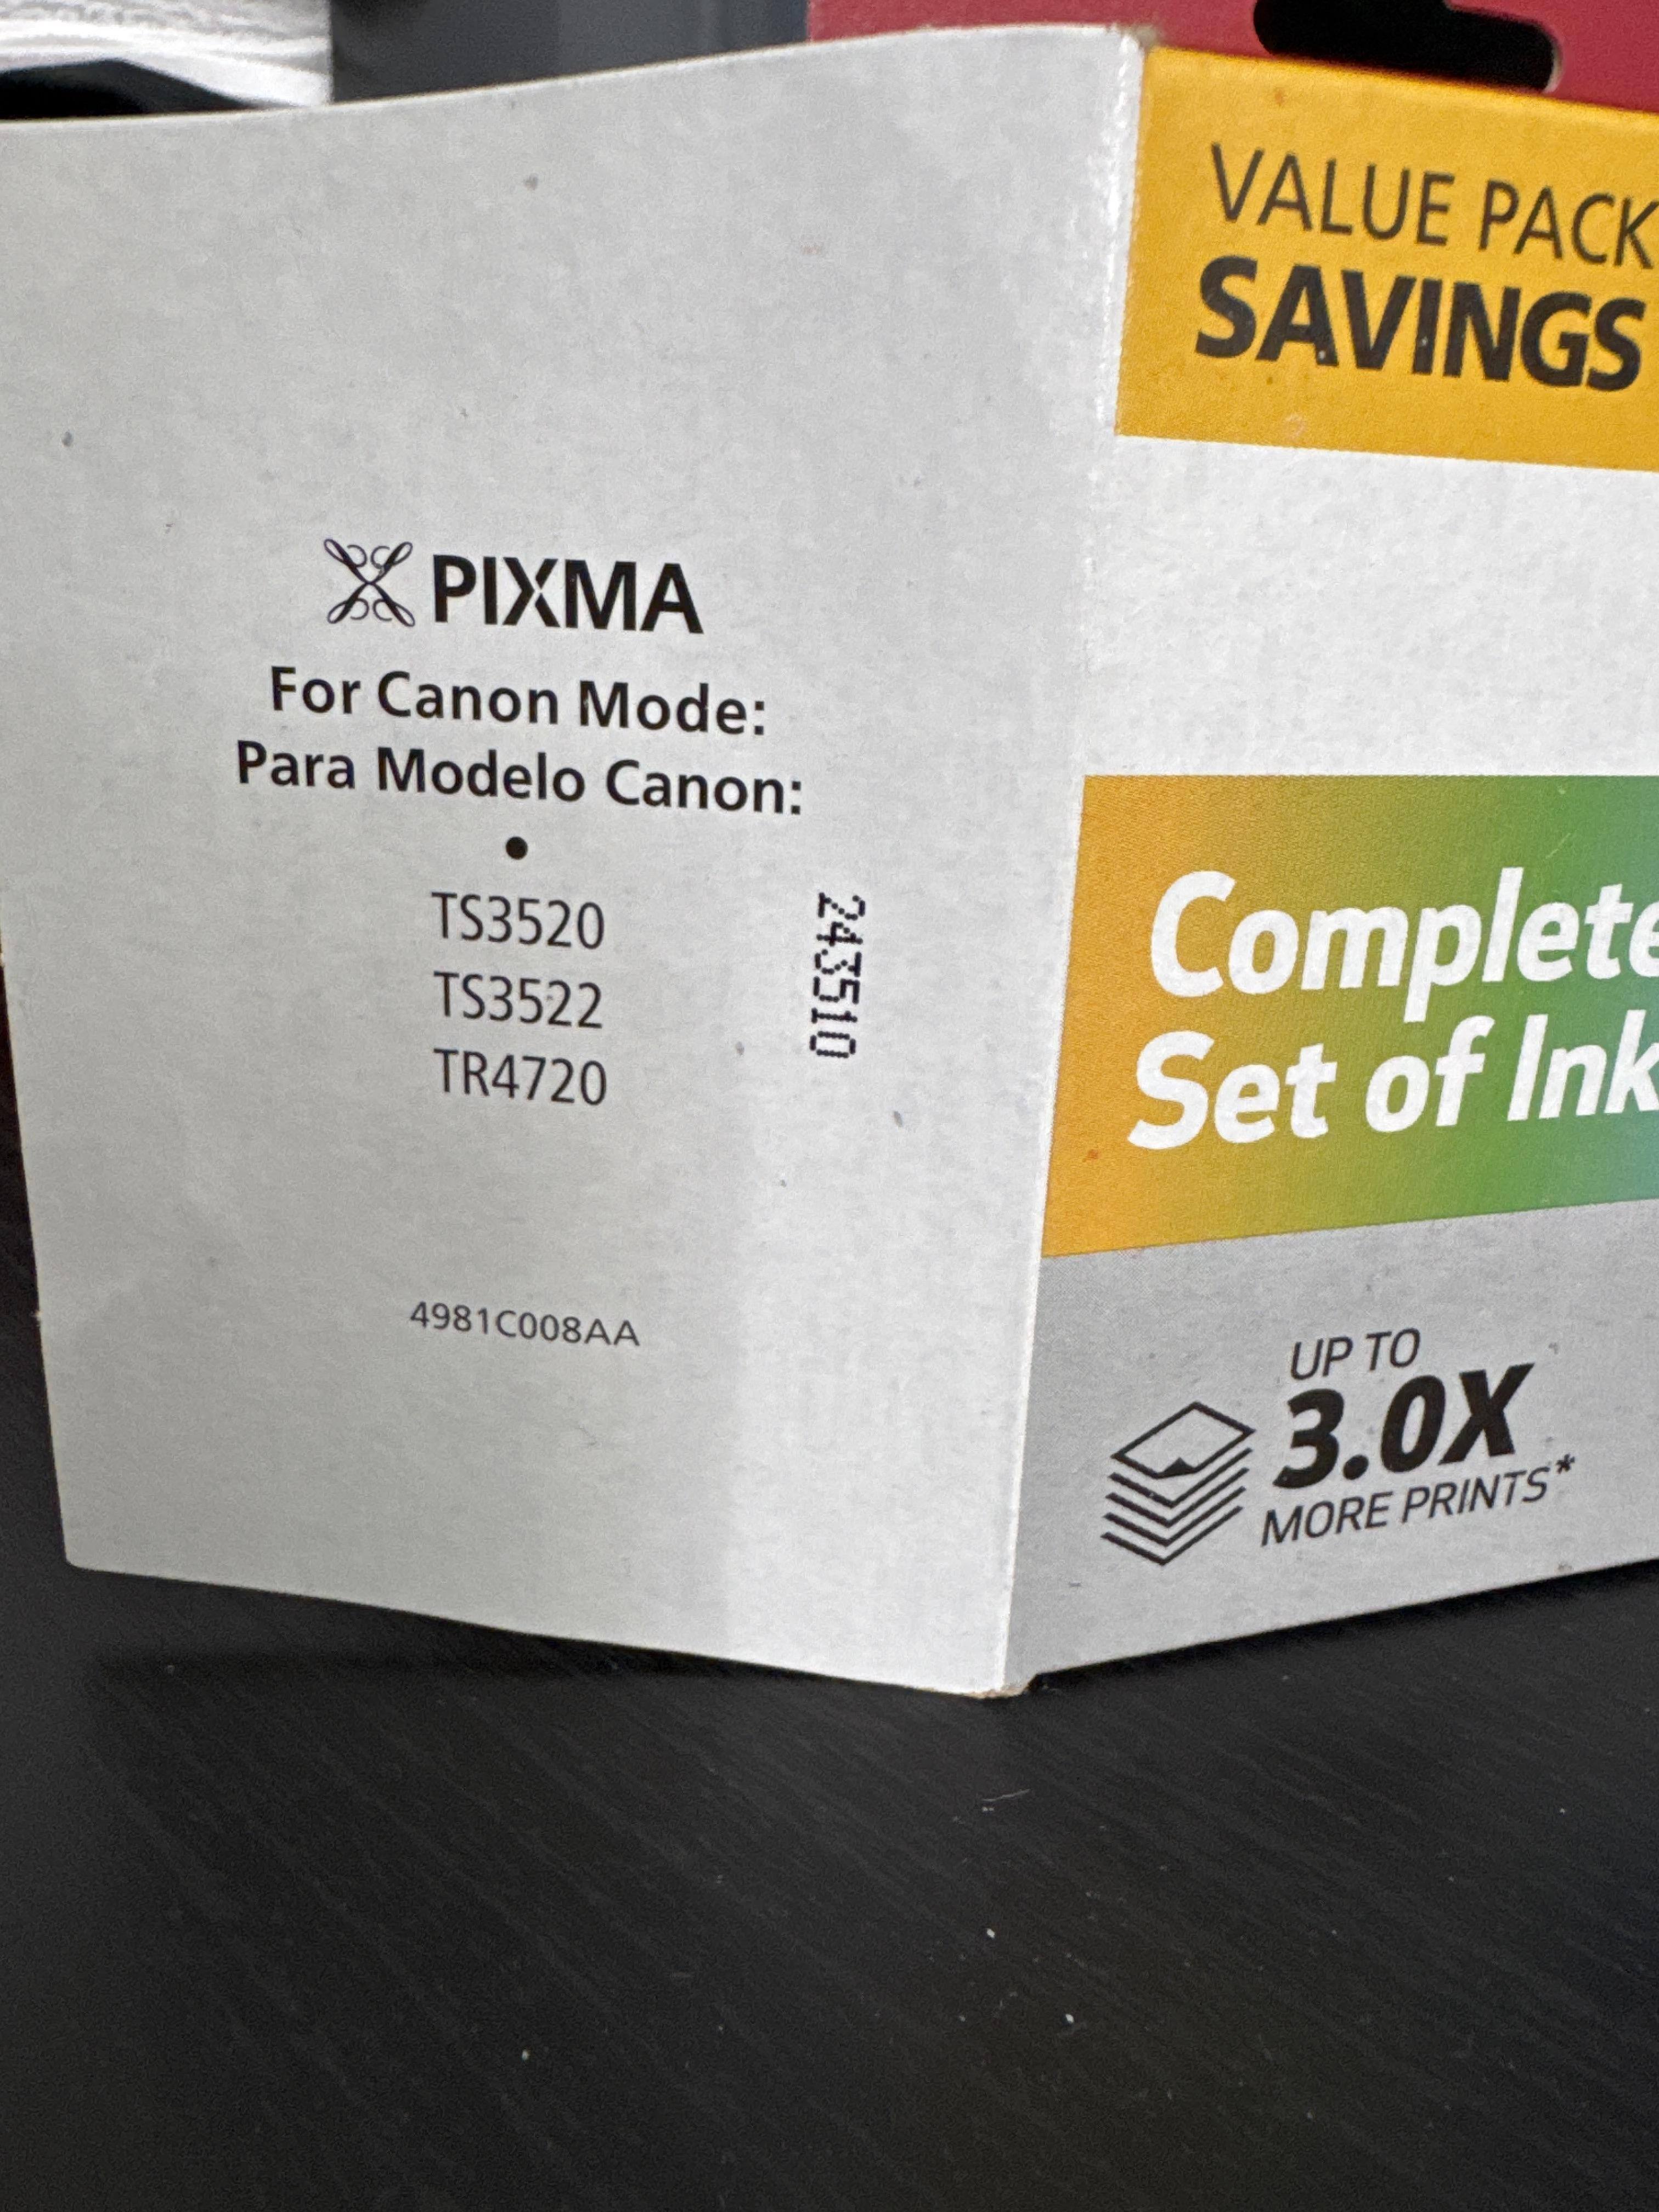 PIXMA
For Canon Mode:
Para Modelo Canon:
•
TS3520
TS3522
TR4720
243510
4981C008AA
VALUE PACK
SAVINGS
Complete
Set of Ink
UP TO
3.0X
MORE PRINTS*